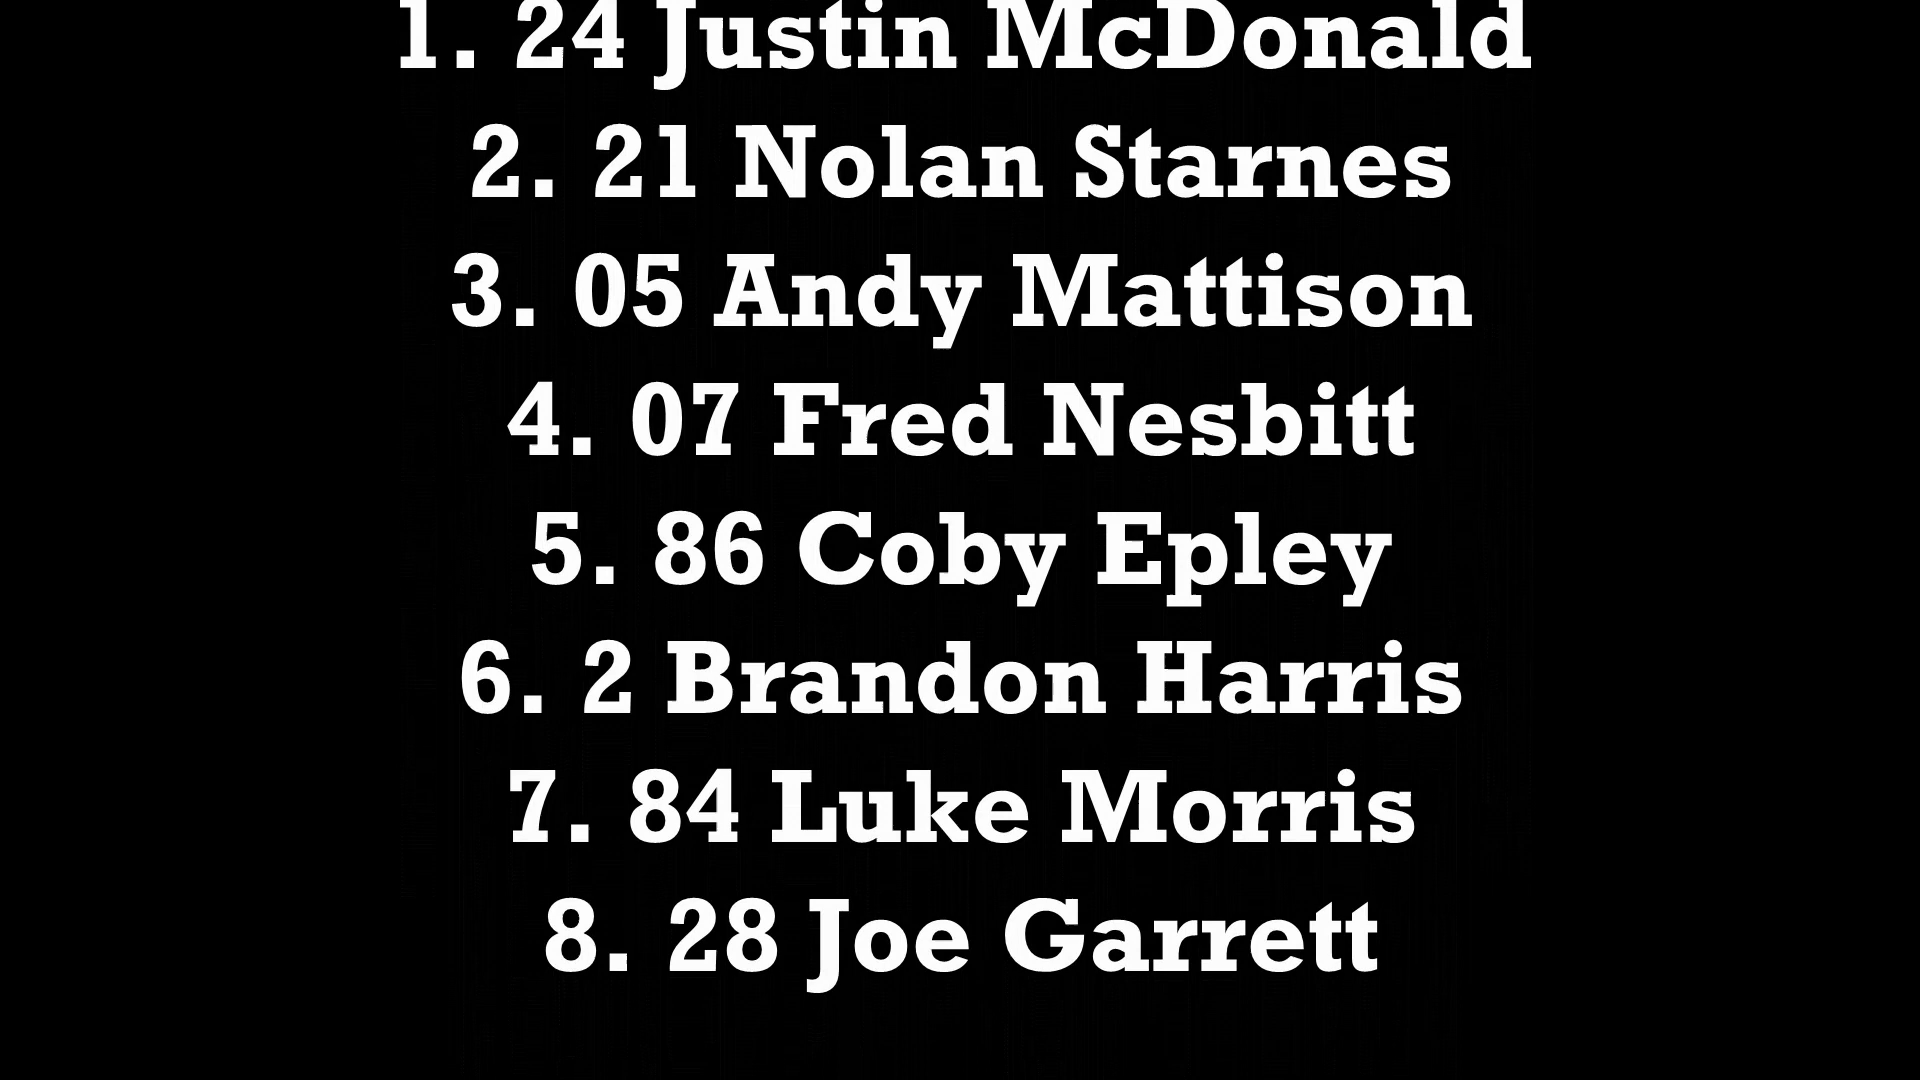 1. 24 Justin McDonald
2. 21 Nolan Starnes
3. 05 Andy Mattison
4. 07 Fred Nesbitt
5. 86 Coby Epley
6. 2 Brandon Harris
7. 84 Luke Morris
8. 28 Joe Garrett